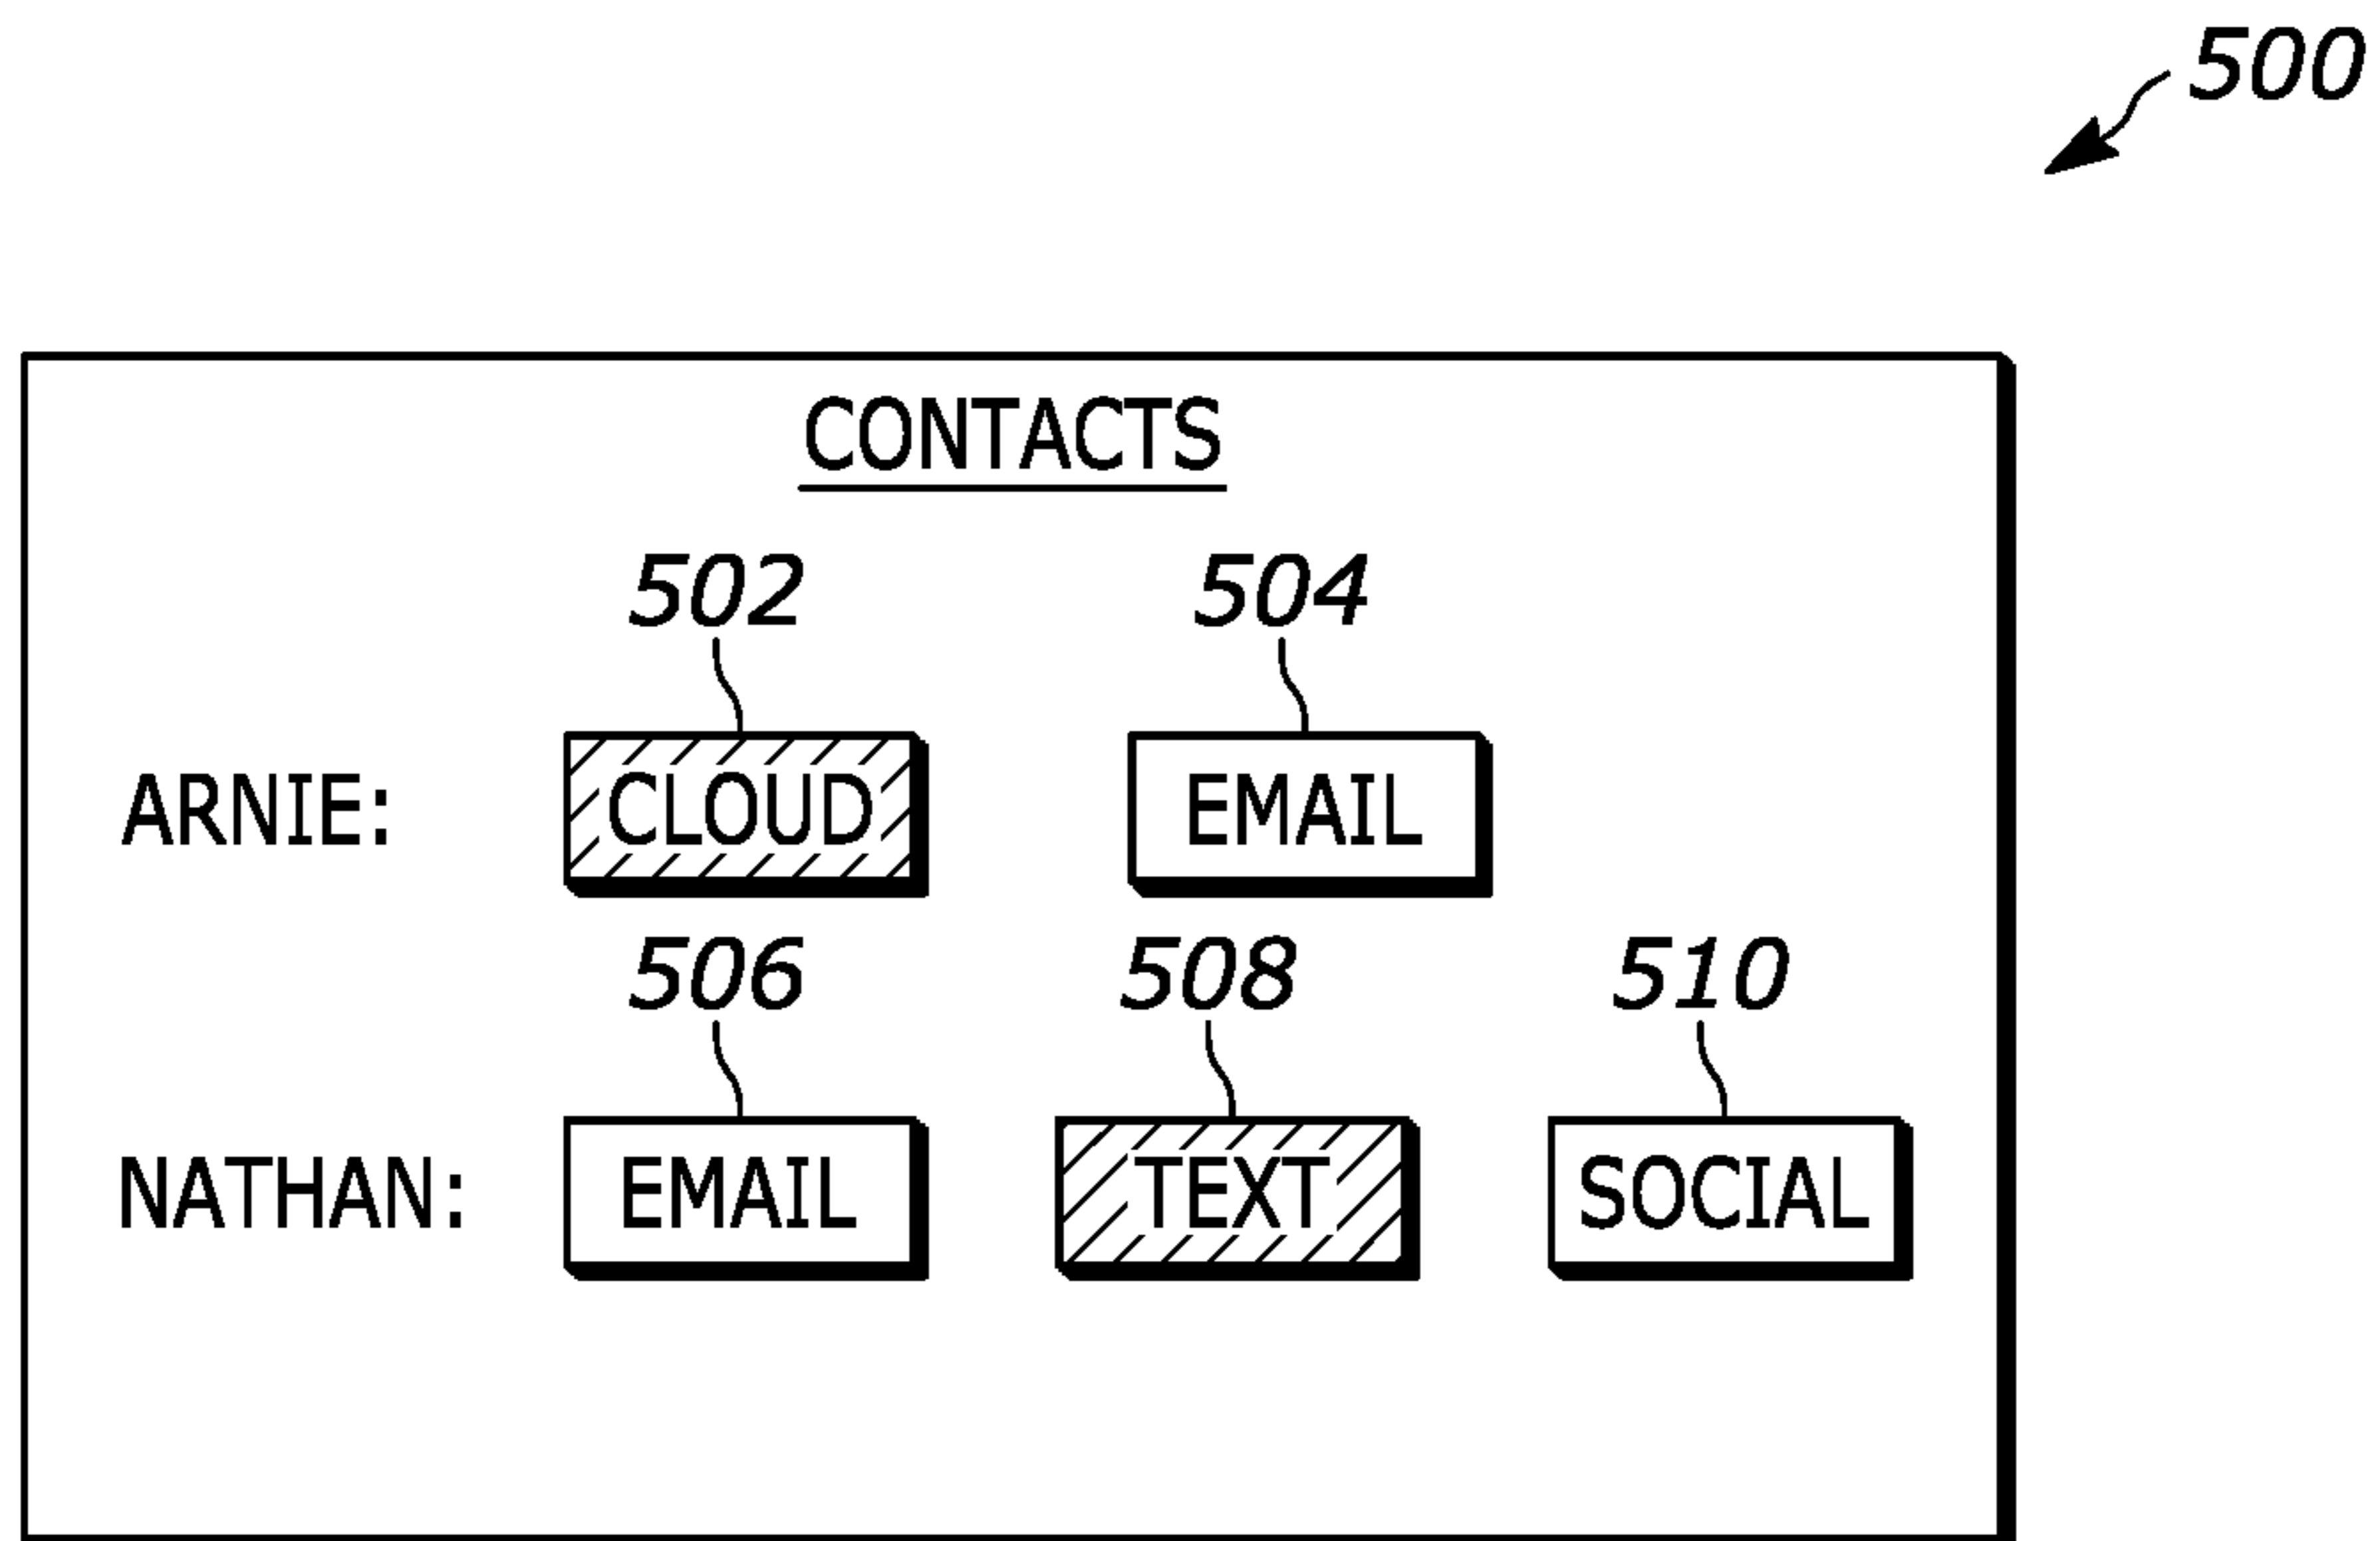 500
CONTACTS
502 504
ARNIE: CLOUD EMAIL
506 508 510
NATHAN: EMAIL TEXT SOCIAL